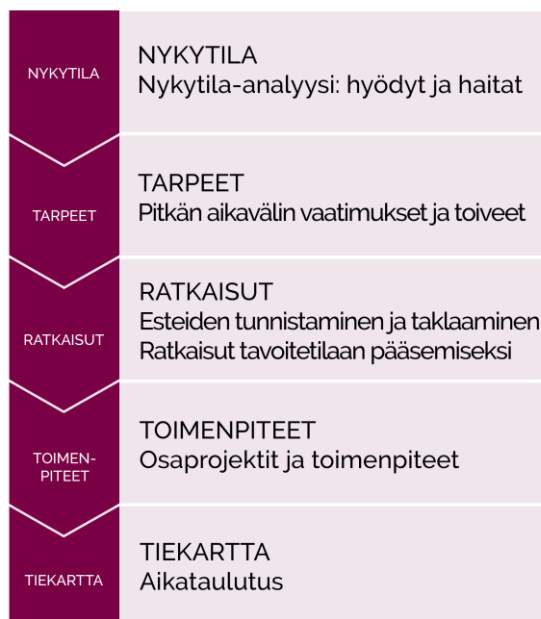 NYKYTILA
NYKYTILA
Nykytila-analyysi: hyödyt ja haitat
TARPEET
TARPEET
Pitkän aikavälin vaatimukset ja toiveet
RATKAISUT
RATKAISUT
Esteiden tunnistaminen ja taklaaminen
Ratkaisut tavoitetilaan pääsemiseksi
TOIMEN-
PITEET
TOIMENPITEET
Osaprojektit ja toimenpiteet
TIEKARTTA
TIEKARTTA
Aikataulutus